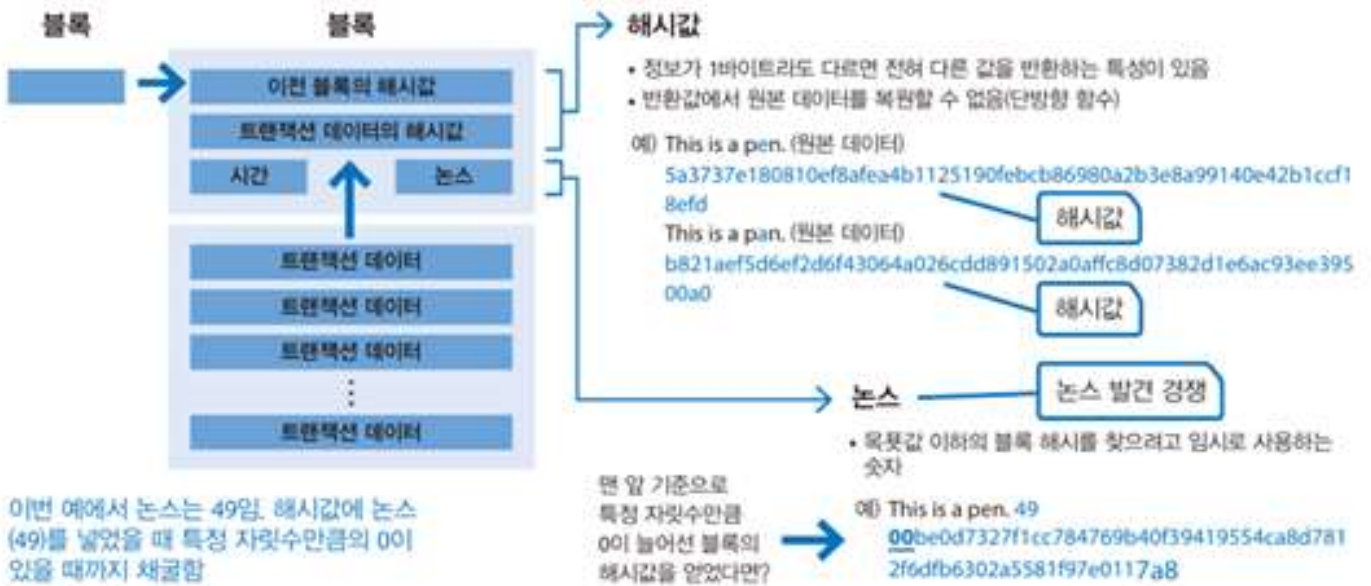 블록
블록
이런 블록의 해시값
트랜잭션 데이터의 해시값
시간
논스
트랜잭션 데이터
트랜잭션 데이터
트랜잭션 데이터
⋮
트랜잭션 데이터
해시값
• 정보가 1바이트라도 다르면 전혀 다른 값을 반환하는 특성이 있음
• 반환값에서 원본 데이터를 복원할 수 없음(단방향 함수)
예) This is a pen. (원본 데이터)
5a3737e180810ef8afea4b1125190febcb86980a2b3e8a99140e42b1ccf1
8efd
해시값
This is a pan. (원본 데이터)
b821aef5d6ef2d6f43064a026cdd891502a0affc8d07382d1e6ac93ee395
00a0
해시값
논스
논스 발견 경쟁
• 목푯값 이하의 블록 해시를 찾으려고 임시로 사용하는
숫자
맨 앞 기준으로
특정 자릿수만큼
0이 늘어선 블록의
해시값을 얻었다면?
예) This is a pen. 49
00be0d7327f1cc784769b40f39419554ca8d781
2f6dfb6302a5581f97e0117a8
이번 예에서 논스는 49임. 해시값에 논스
(49)를 넣었을 때 특정 자릿수만큼의 0이
있을 때까지 채굴함